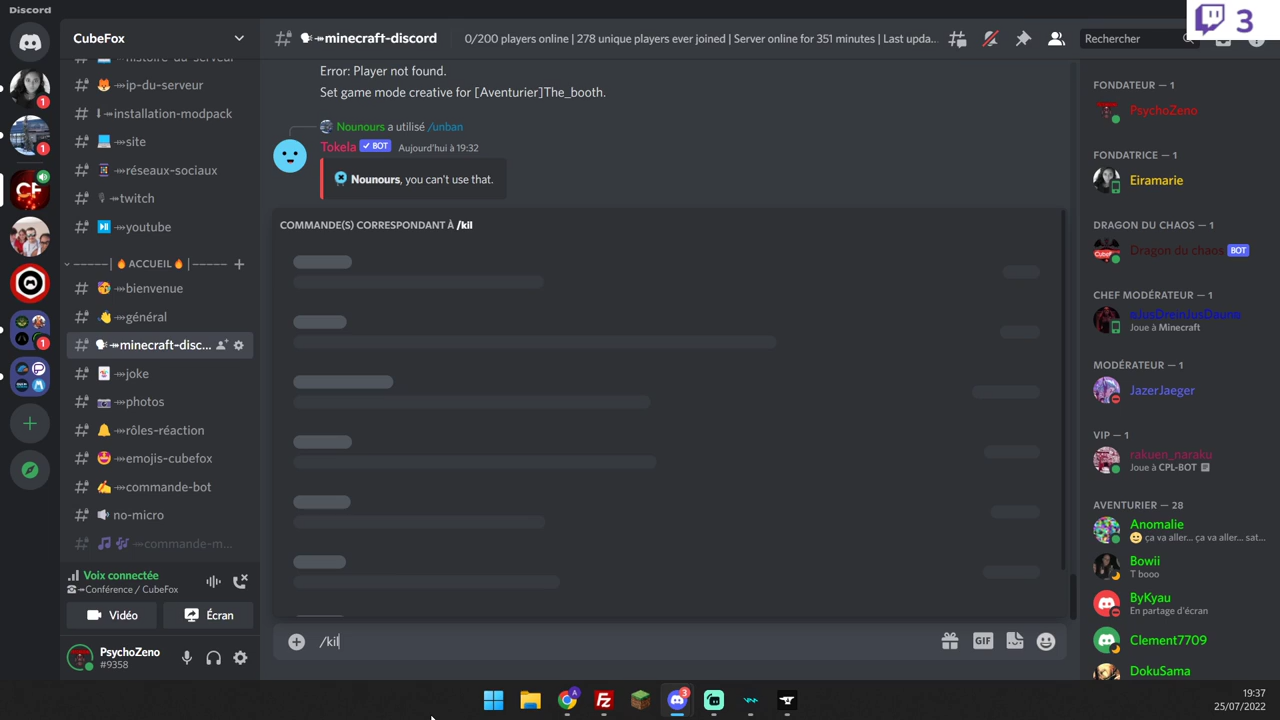 Discord
3
CubeFox
histoire-du-serveur
ip-du-serveur
installation-modpack
site
réseaux-sociaux
twitch
youtube
-----| 🔥 ACCUEIL 🔥 |-----
bienvenue
général
minecraft-disc...
joke
photos
rôles-réaction
emojis-cubefox
commande-bot
no-micro
commande-m...
Voix connectée
Conférence / CubeFox
Vidéo
Écran
PsychoZeno
#9358
minecraft-discord
0/200 players online | 278 unique players ever joined | Server online for 351 minutes | Last upda...
Rechercher
Error: Player not found.
Set game mode creative for [Aventurier]The_booth.
Nounours a utilisé /unban
Tokela ✓ BOT Aujourd'hui à 19:32
Nounours, you can't use that.
COMMANDE(S) CORRESPONDANT À /kil
/kil
GIF
FONDATEUR — 1
PsychoZeno
FONDATRICE — 1
Eiramarie
DRAGON DU CHAOS — 1
Dragon du chaos BOT
CHEF MODÉRATEUR — 1
Joue à Minecraft
MODÉRATEUR — 1
JazerJaeger
VIP — 1
rakuen_naraku
Joue à CPL-BOT
AVENTURIER — 28
Anomalie
ça va aller... ça va aller... sat...
Bowii
T booo
ByKyau
En partage d'écran
Clement7709
DokuSama
19:37
25/07/2022